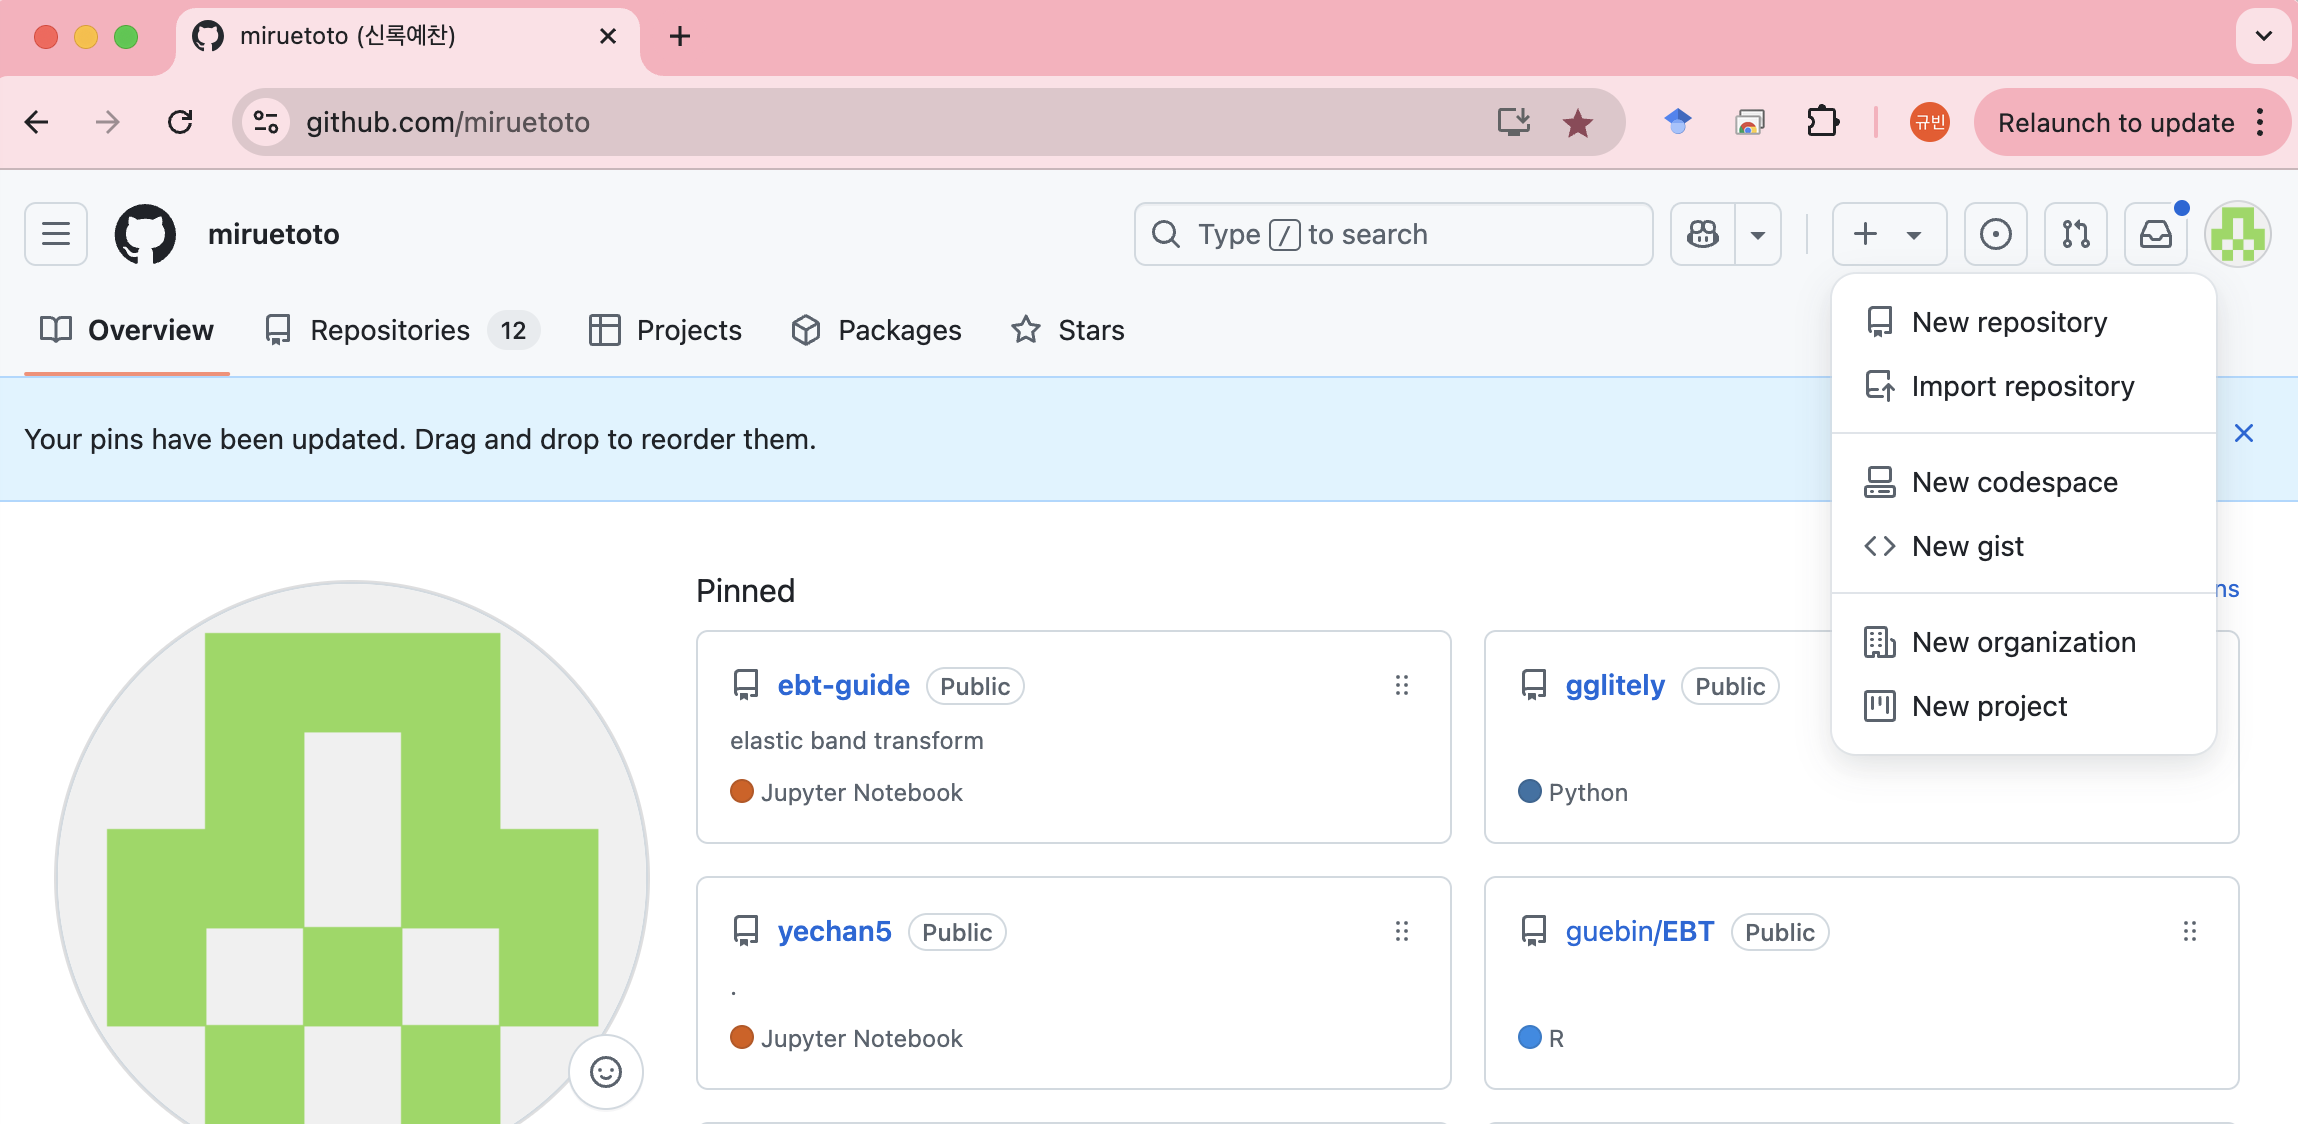 miruetoto (신록예찬)
github.com/miruetoto
규빈
Relaunch to update
miruetoto
Type / to search
Overview
Repositories 12
Projects
Packages
Stars
New repository
Import repository
New codespace
New gist
New organization
New project
Your pins have been updated. Drag and drop to reorder them.
Pinned
ns
ebt-guide Public
elastic band transform
Jupyter Notebook
gglitely Public
Python
yechan5 Public
.
Jupyter Notebook
guebin/EBT Public
R